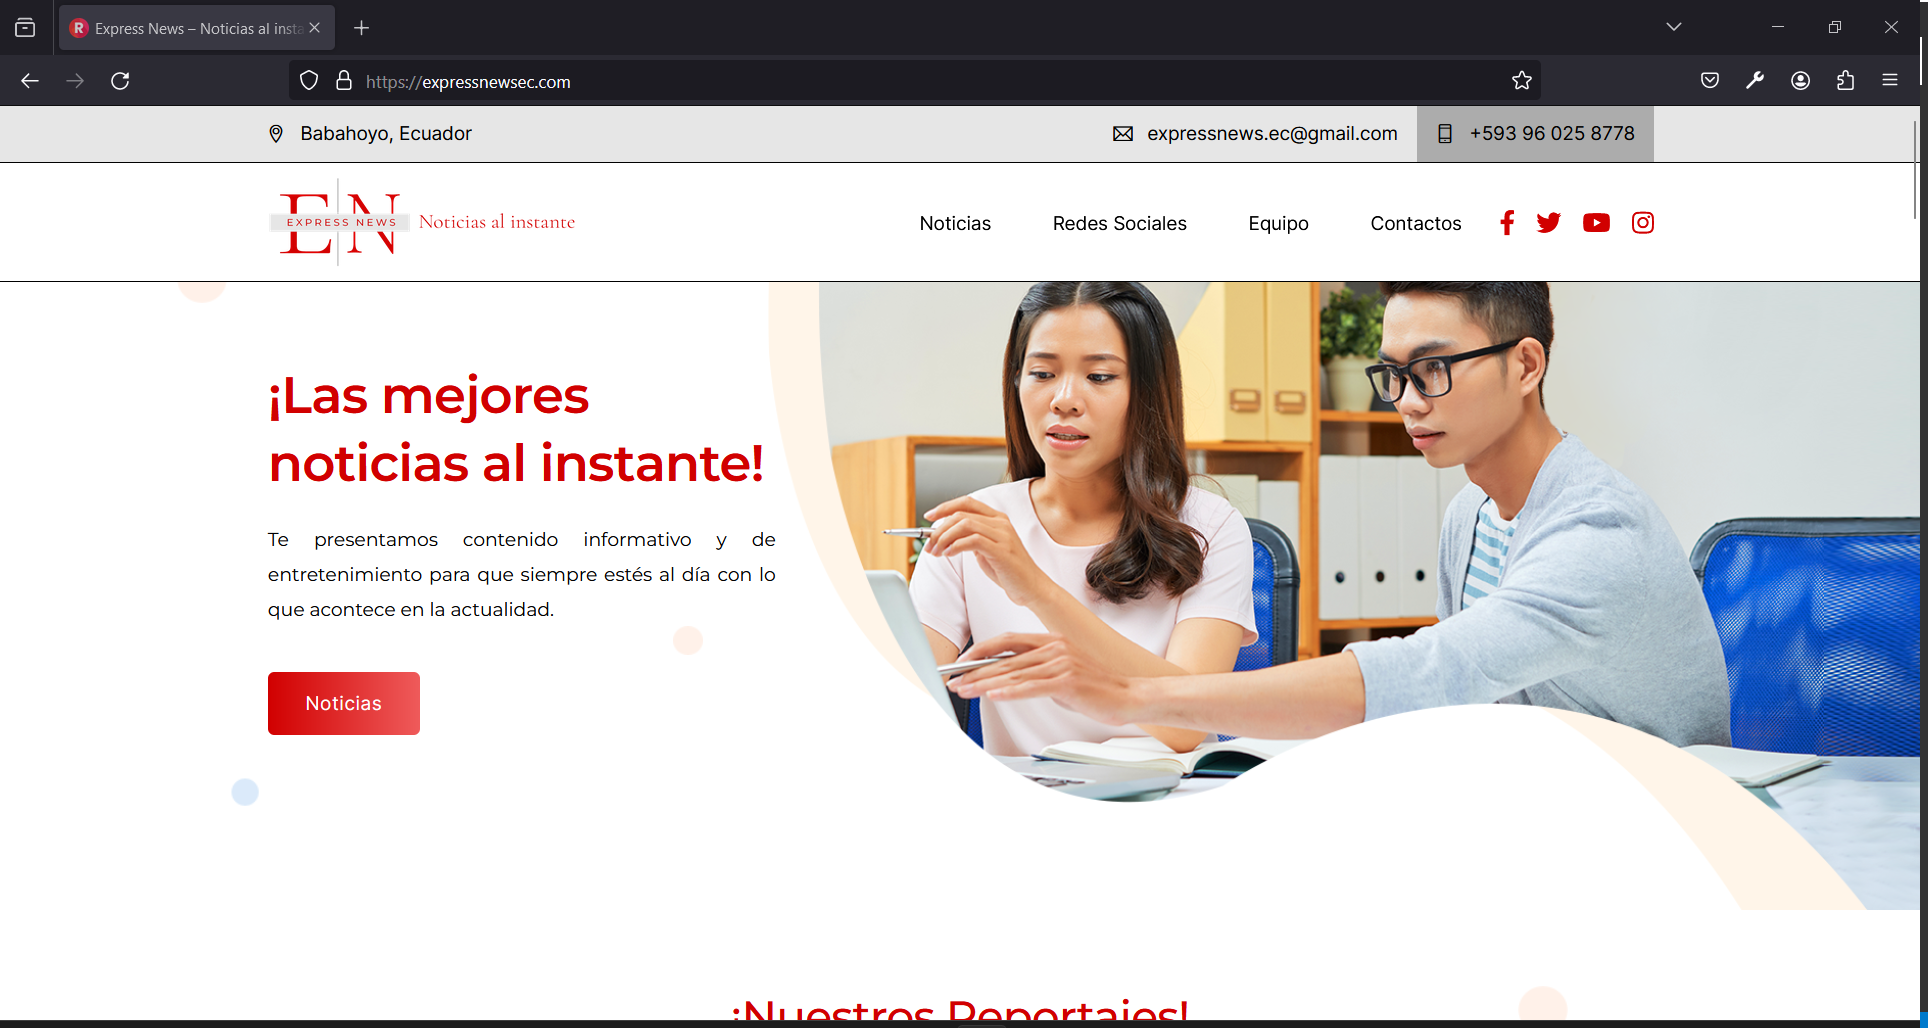 Express News – Noticias al insta
https://expressnewsec.com
Babahoyo, Ecuador
expressnews.ec@gmail.com
+593 96 025 8778
EN
EXPRESS NEWS
Noticias al instante
Noticias
Redes Sociales
Equipo
Contactos
¡Las mejores
noticias al instante!
Te presentamos contenido informativo y de
entretenimiento para que siempre estés al día con lo
que acontece en la actualidad.
Noticias
¡Nuestros Reportajes!